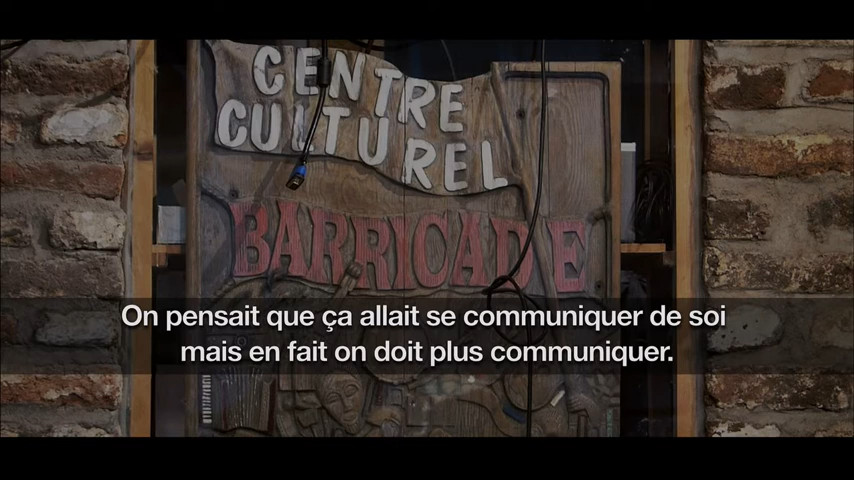 CENTRE
CULTUREL
BARRICADE
On pensait que ça allait se communiquer de soi
mais en fait on doit plus communiquer.